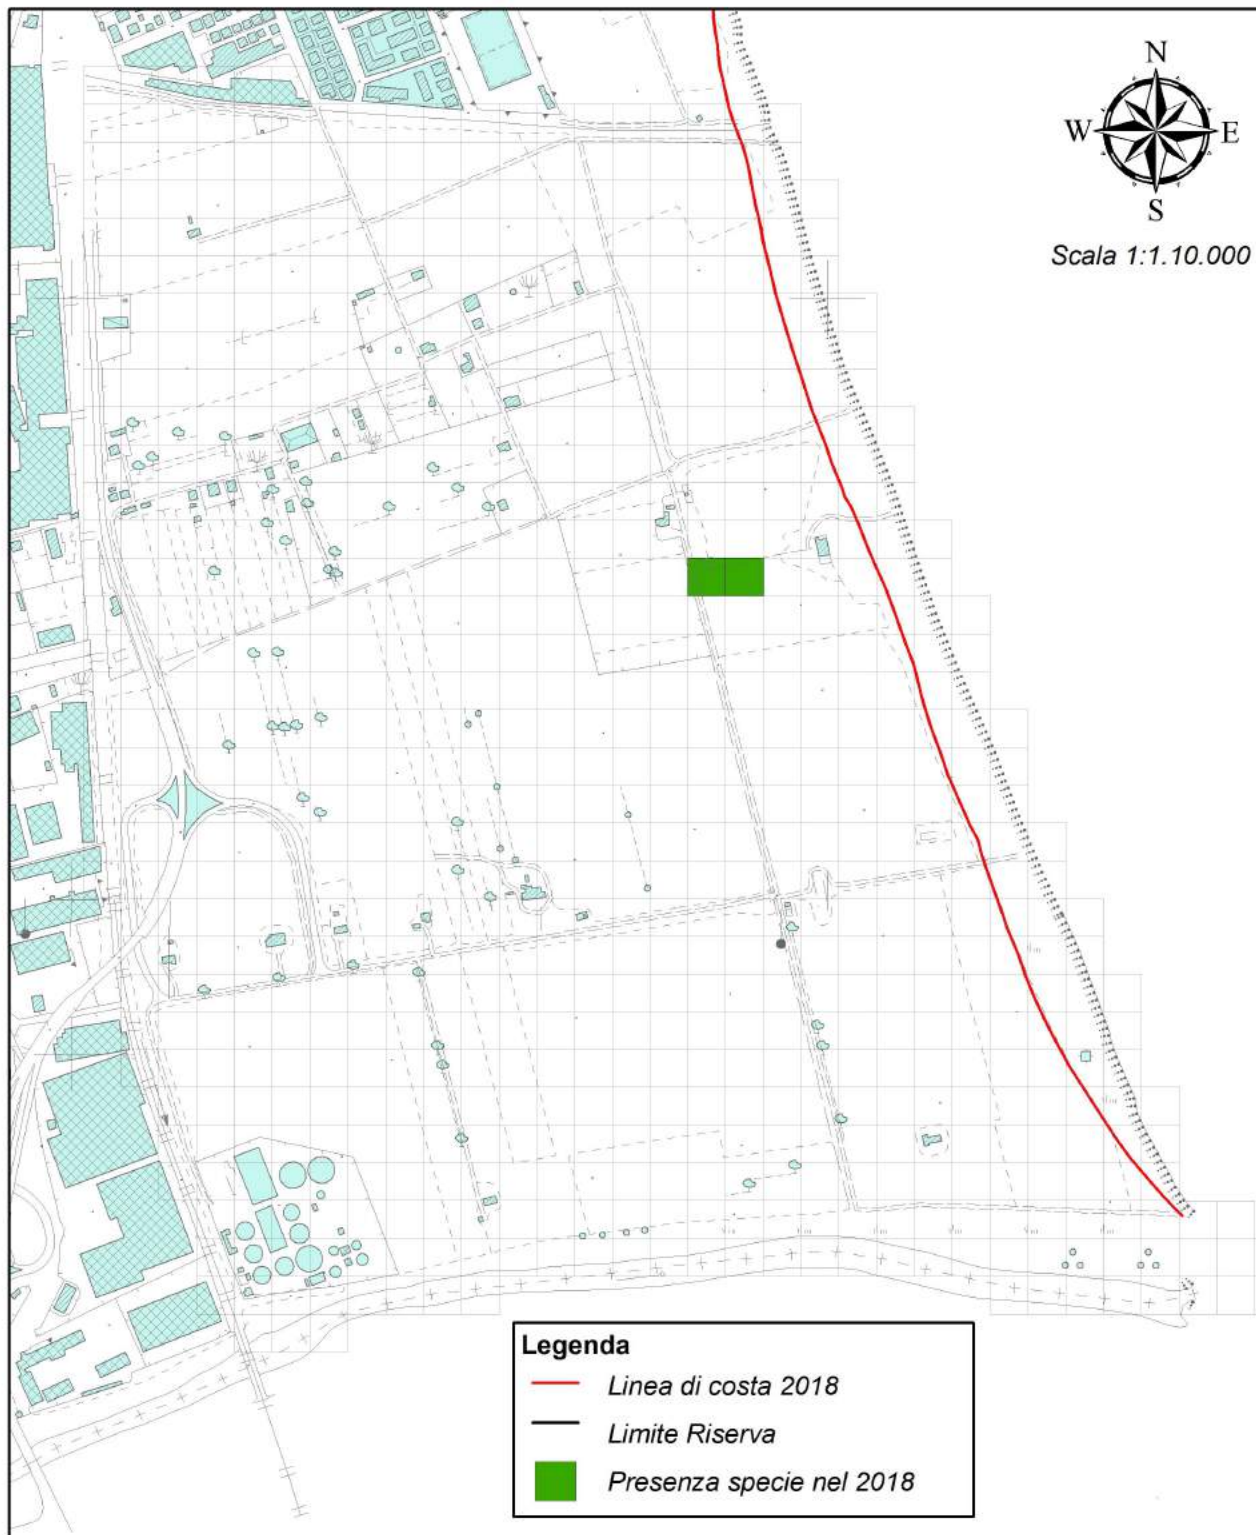 N
W E
S
Scala 1:1.10.000
Legenda
Linea di costa 2018
Limite Riserva
Presenza specie nel 2018